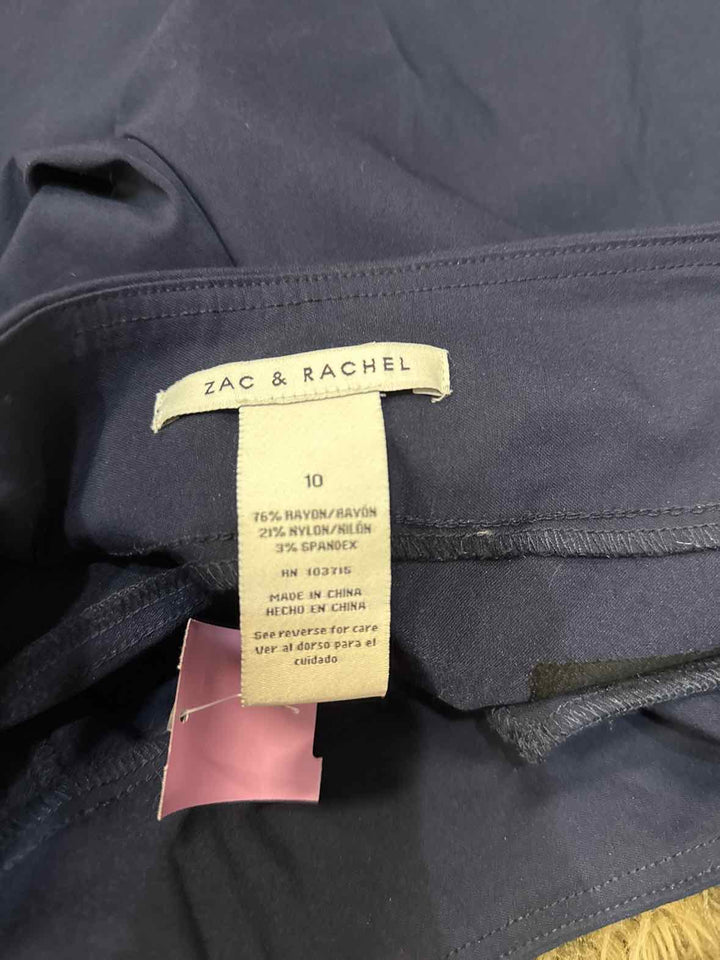 ZAC & RACHEL
10
76% RAYON/RAYÓN
21% NYLON/NILÓN
3% SPANDEX
RN 103715
MADE IN CHINA
HECHO EN CHINA
See reverse for care
Ver al dorso para el
cuidado